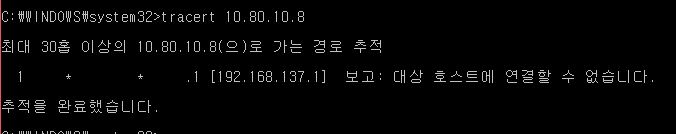 C:\WINDOWS\system32>tracert 10.80.10.8
최대 30홉 이상의 10.80.10.8(으)로 가는 경로 추적
1 * * .1 [192.168.137.1] 보고: 대상 호스트에 연결할 수 없습니다.
추적을 완료했습니다.